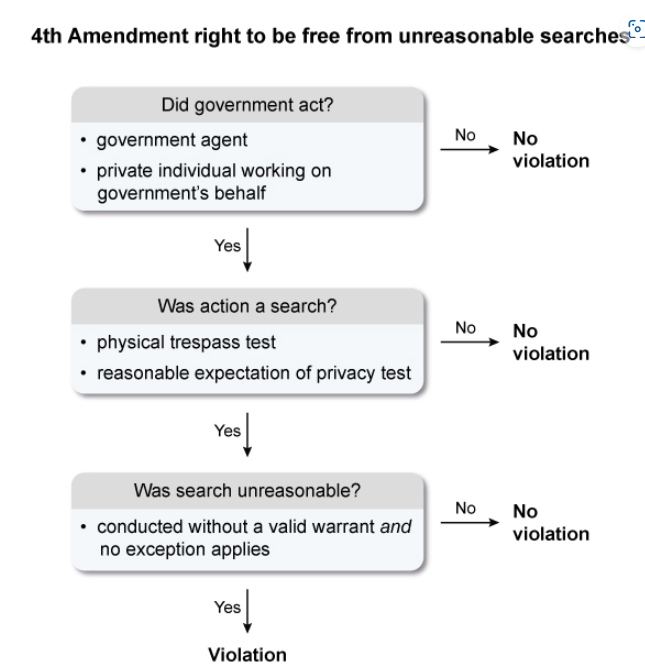 4th Amendment right to be free from unreasonable searches
Did government act?
• government agent
• private individual working on
government's behalf
No
No
violation
Yes
Was action a search?
• physical trespass test
• reasonable expectation of privacy test
No
No
violation
Yes
Was search unreasonable?
• conducted without a valid warrant and
no exception applies
No
No
violation
Yes
Violation